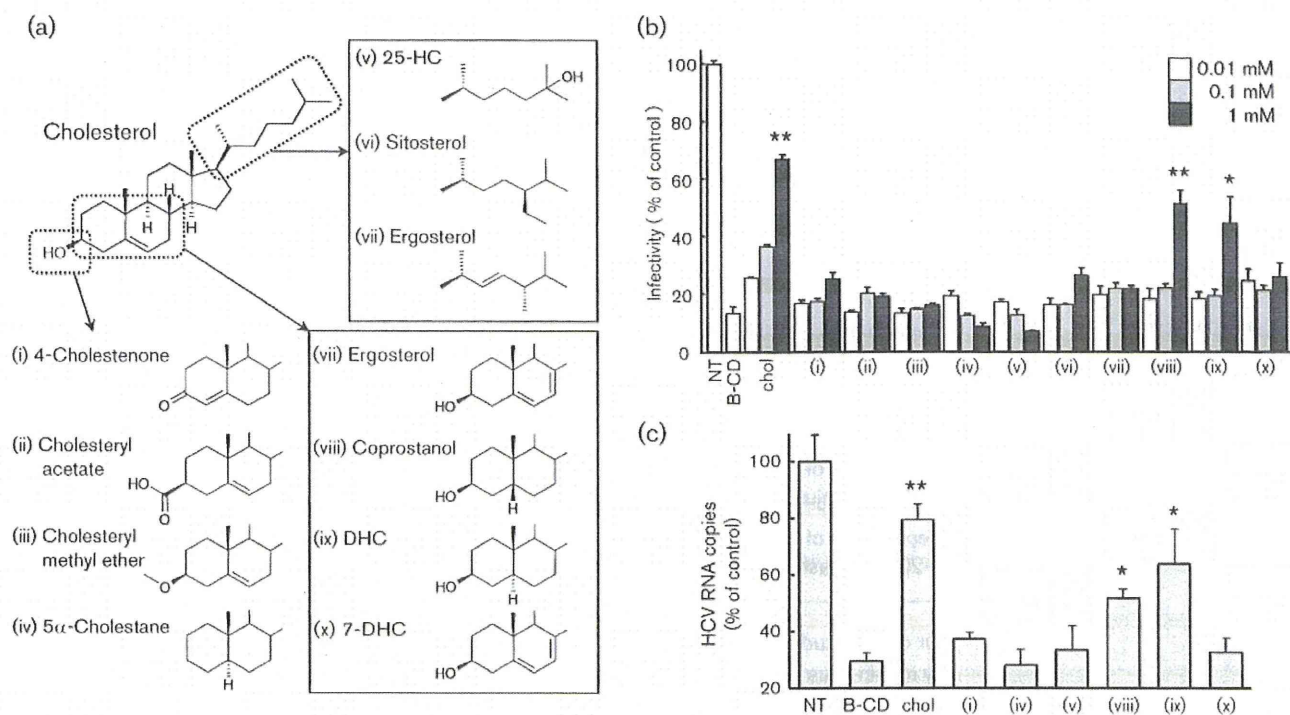 (a)
Cholesterol
HO
H
H
H
(v) 25-HC
OH
(vi) Sitosterol
(vii) Ergosterol
(i) 4-Cholestenone
O
(ii) Cholesteryl
acetate
HO
O
(iii) Cholesteryl
methyl ether
O
(iv) 5α-Cholestane
H
(vii) Ergosterol
HO
(viii) Coprostanol
HO
H
(ix) DHC
HO
H
(x) 7-DHC
HO
(b)
Infectivity ( % of control)
100
80
60
40
20
0
0.01 mM
0.1 mM
1 mM
**
**
*
NT
B-CD
chol
(i)
(ii)
(iii)
(iv)
(v)
(vi)
(vii)
(viii)
(ix)
(x)
(c)
HCV RNA copies
(% of control)
100
80
60
40
20
**
*
*
NT
B-CD
chol
(i)
(iv)
(v)
(viii)
(ix)
(x)